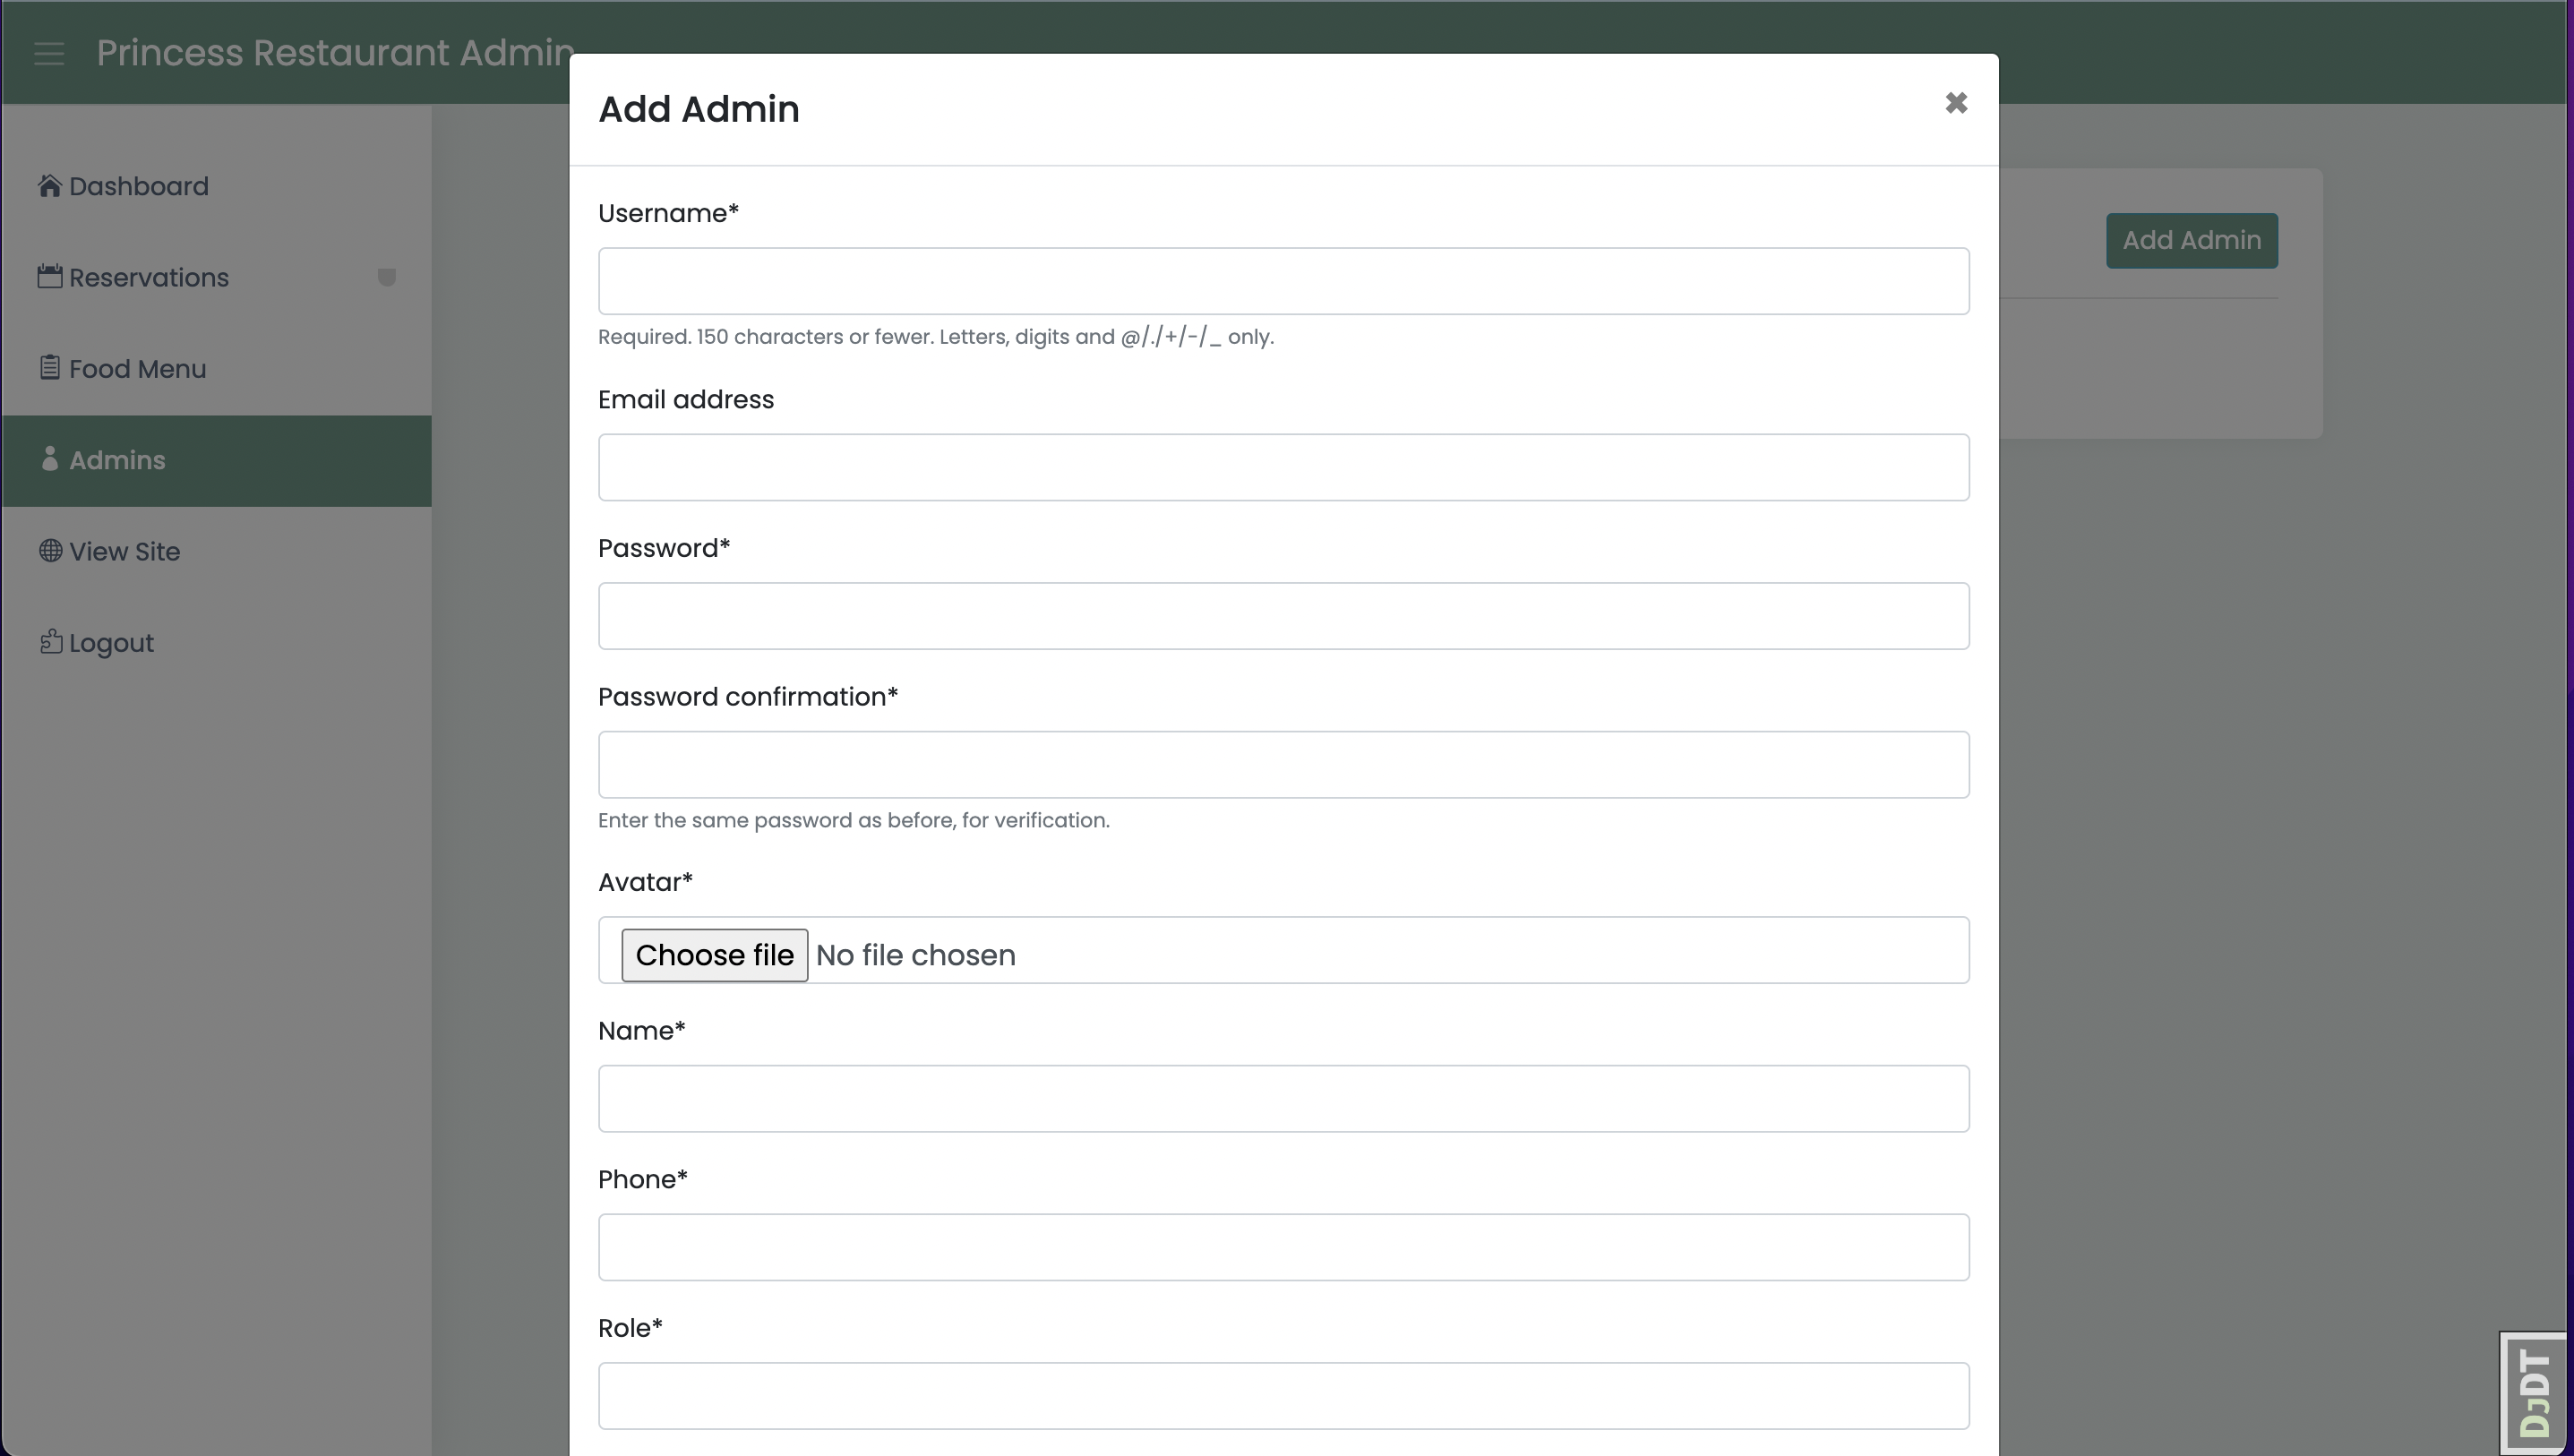 Princess Restaurant Admin
Add Admin
Dashboard
Reservations
Food Menu
Admins
View Site
Logout
Add Admin
Username*
Required. 150 characters or fewer. Letters, digits and @/./+/-/_ only.
Email address
Password*
Password confirmation*
Enter the same password as before, for verification.
Avatar*
Choose file No file chosen
Name*
Phone*
Role*
DJDT